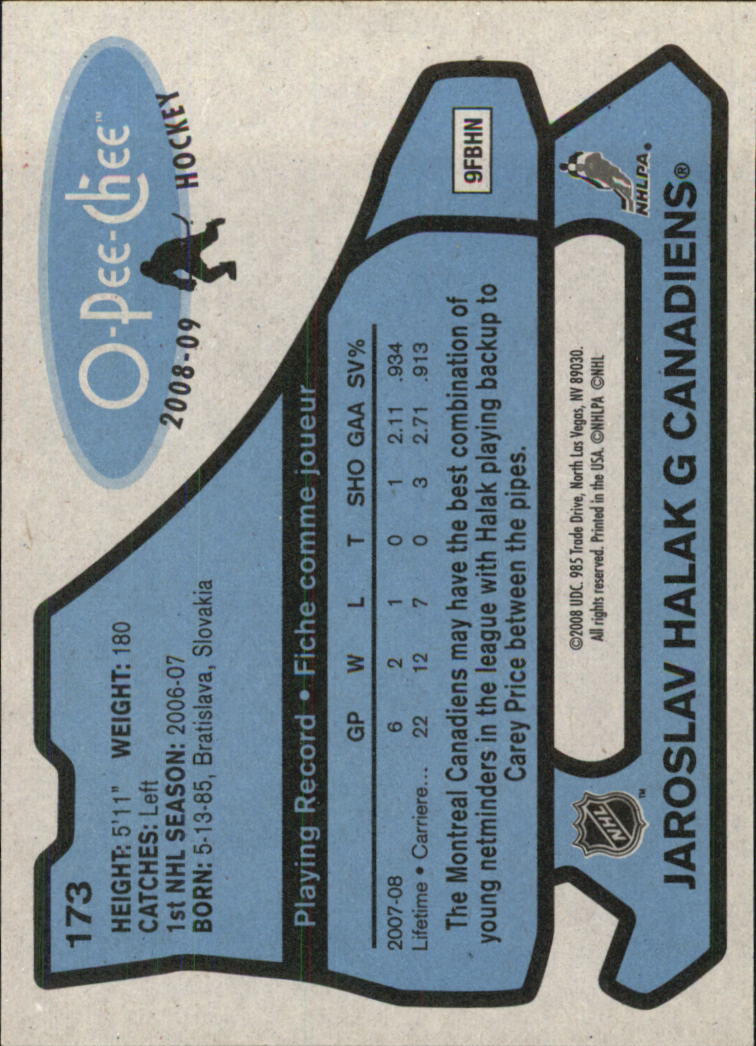 173
HEIGHT: 5'11" WEIGHT: 180
CATCHES: Left
1st NHL SEASON: 2006-07
BORN: 5-13-85, Bratislava, Slovakia
O-Pee-Chee™
2008-09 HOCKEY
Playing Record • Fiche comme joueur
GP W L T SHO GAA SV%
2007-08 6 2 1 0 1 2.11 .934
Lifetime • Carriere... 22 12 7 0 3 2.71 .913
The Montreal Canadiens may have the best combination of
young netminders in the league with Halak playing backup to
Carey Price between the pipes.
9FBHN
NHL™
©2008 UDC. 985 Trade Drive, North Las Vegas, NV 89030.
All rights reserved. Printed in the USA. ©NHLPA ©NHL
NHLPA.
JAROSLAV HALAK G CANADIENS®